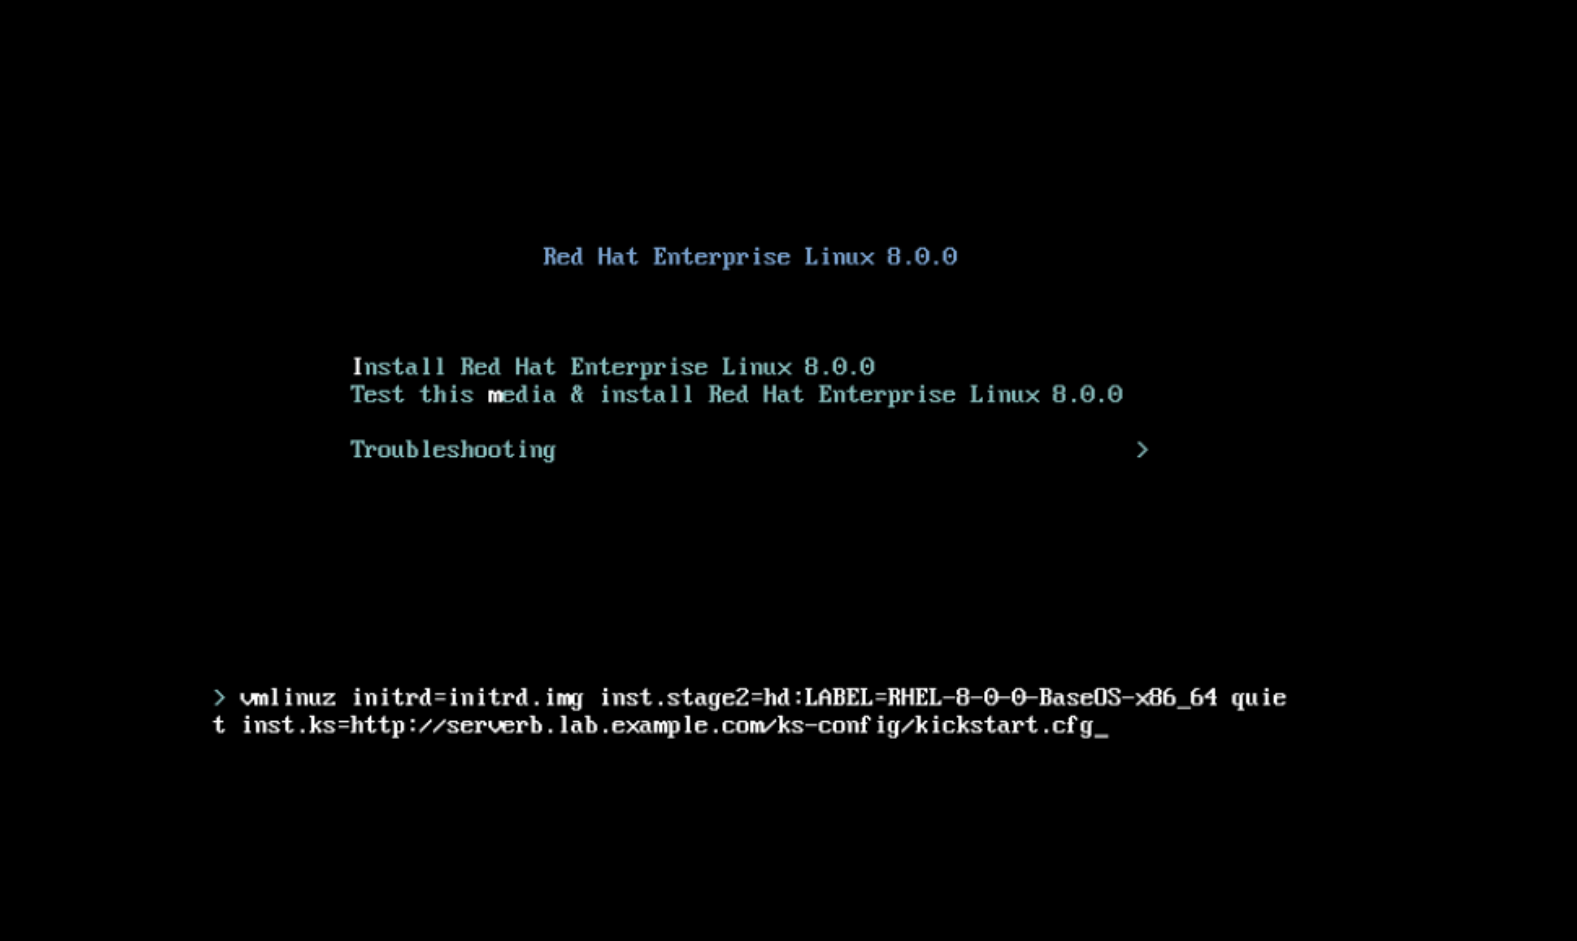 Red Hat Enterprise Linux 8.0.0
Install Red Hat Enterprise Linux 8.0.0
Test this media & install Red Hat Enterprise Linux 8.0.0
Troubleshooting >
> vmlinuz initrd=initrd.img inst.stage2=hd:LABEL=RHEL-8-0-0-BaseOS-x86_64 quie
t inst.ks=http://serverb.lab.example.com/ks-config/kickstart.cfg_